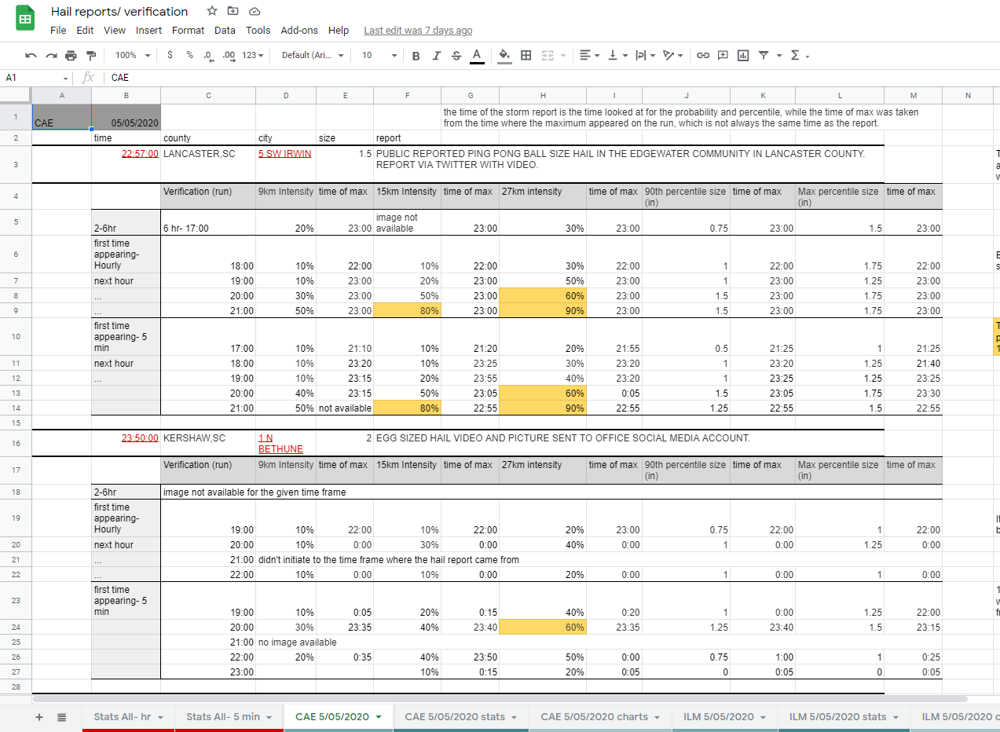 Hail reports/ verification
File Edit View Insert Format Data Tools Add-ons Help Last edit was 7 days ago
100% $ % .0 .00 123 Default (Ari... 10 B I S A
A1 fx CAE
A B C D E F G H I J K L M N
1 CAE 05/05/2020 the time of the storm report is the time looked at for the probability and percentile, while the time of max was taken
from the time where the maximum appeared on the run, which is not always the same time as the report.
2 time county city size report
3 22:57:00 LANCASTER,SC 5 SW IRWIN 1.5 PUBLIC REPORTED PING PONG BALL SIZE HAIL IN THE EDGEWATER COMMUNITY IN LANCASTER COUNTY.
REPORT VIA TWITTER WITH VIDEO.
4 Verification (run) 9km Intensity time of max 15km Intensity time of max 27km intensity time of max 90th percentile size time of max Max percentile size time of max
(in) (in)
image not
5 2-6hr 6 hr- 17:00 20% 23:00 available 23:00 30% 23:00 0.75 23:00 1.5 23:00
first time
appearing-
6 Hourly 18:00 10% 22:00 10% 22:00 30% 22:00 1 22:00 1.75 22:00
7 next hour 19:00 10% 23:00 20% 23:00 50% 23:00 1 23:00 1.25 23:00
8 ... 20:00 30% 23:00 50% 23:00 60% 23:00 1.5 23:00 1.75 23:00
9 ... 21:00 50% 23:00 80% 23:00 90% 23:00 1.5 23:00 1.75 23:00
first time
appearing- 5
10 min 17:00 10% 21:10 10% 21:20 20% 21:55 0.5 21:25 1 21:25
11 next hour 18:00 10% 23:20 10% 23:25 30% 23:20 1 23:20 1.25 21:40
12 ... 19:00 10% 23:15 20% 23:55 40% 23:20 1 23:25 1.25 23:25
13 20:00 40% 23:15 50% 23:05 60% 0:05 1.5 23:05 1.75 23:30
14 21:00 50% not available 80% 22:55 90% 22:55 1.25 22:55 1.5 22:55
15
16 23:50:00 KERSHAW,SC 1 N 2 EGG SIZED HAIL VIDEO AND PICTURE SENT TO OFFICE SOCIAL MEDIA ACCOUNT.
BETHUNE
17 Verification (run) 9km Intensity time of max 15km Intensity time of max 27km intensity time of max 90th percentile size time of max Max percentile size time of max
(in) (in)
18 2-6hr image not available for the given time frame
first time
appearing-
19 Hourly 19:00 10% 22:00 10% 22:00 20% 23:00 0.75 22:00 1 22:00
20 next hour 20:00 10% 0:00 30% 0:00 40% 0:00 1 0:00 1.25 0:00
21 ... 21:00 didn't initiate to the time frame where the hail report came from
22 ... 22:00 10% 0:00 10% 0:00 20% 0:00 1 0:00 1 0:00
first time
appearing- 5
23 min 19:00 10% 0:05 20% 0:15 40% 0:20 1 0:00 1.25 22:00
24 20:00 30% 23:35 40% 23:40 60% 23:35 1.25 23:40 1.5 23:15
25 21:00 no image available
26 22:00 20% 0:35 40% 23:50 50% 0:00 0.75 1:00 1 0:25
27 23:00 10% 0:15 20% 0:05 0 0:05 0 0:05
28
Stats All- hr Stats All- 5 min CAE 5/05/2020 CAE 5/05/2020 stats CAE 5/05/2020 charts ILM 5/05/2020 ILM 5/05/2020 stats ILM 5/05/2020